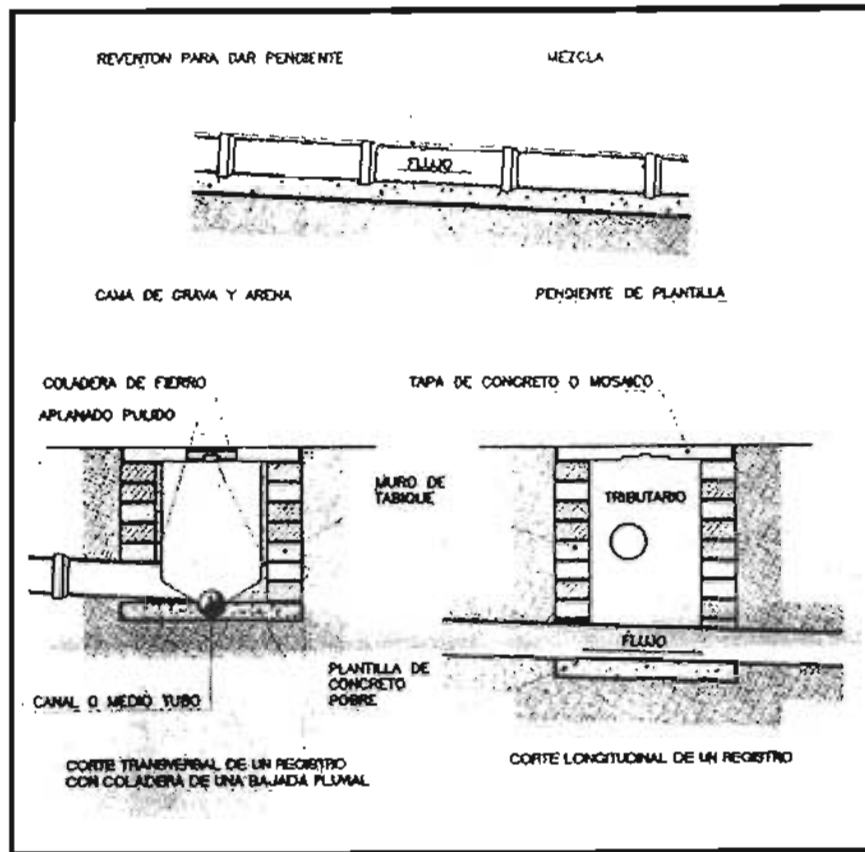 REVENTON PARA DAR PENDIENTE
MEZCLA
FLUJO
CAMA DE GRAVA Y ARENA
PENDIENTE DE PLANTILLA
COLADERA DE FIERRO
APLANADO PULIDO
TAPA DE CONCRETO O MOSAICO
MURO DE
TABIQUE
TRIBUTARIO
FLUJO
PLANTILLA DE
CONCRETO
POBRE
CANAL O MEDIO TUBO
CORTE TRANSVERSAL DE UN REGISTRO
CON COLADERA DE UNA BAJADA PLUVIAL
CORTE LONGITUDINAL DE UN REGISTRO